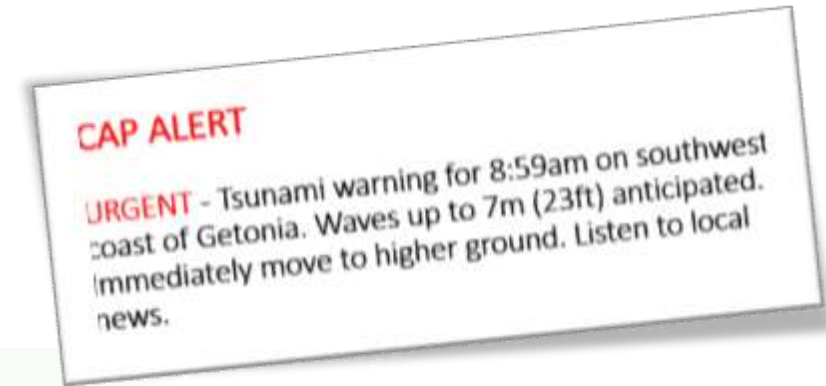 CAP ALERT
URGENT - Tsunami warning for 8:59am on southwest
coast of Getonia. Waves up to 7m (23ft) anticipated.
Immediately move to higher ground. Listen to local
news.